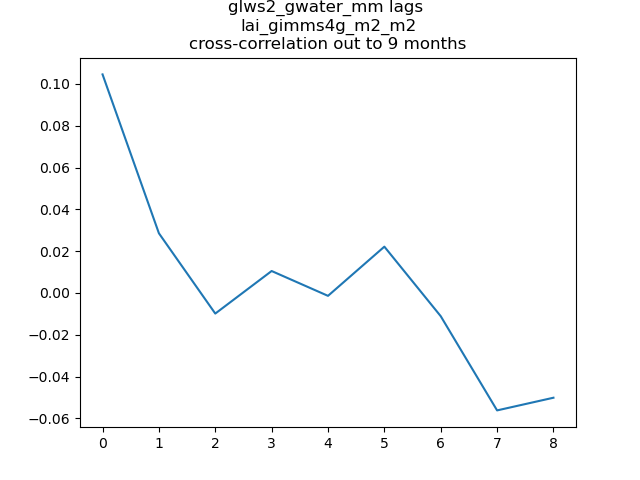 glws2_gwater_mm lags
lai_gimms4g_m2_m2
cross-correlation out to 9 months
0.10
0.08
0.06
0.04
0.02
0.00
−0.02
−0.04
−0.06
0 1 2 3 4 5 6 7 8